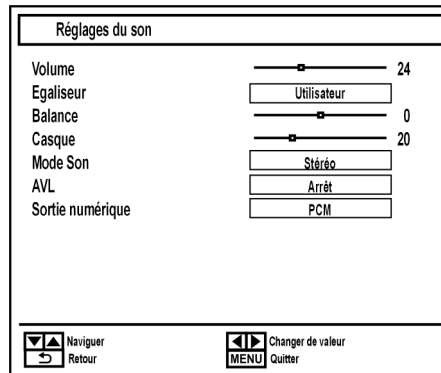 Réglages du son
Volume 24
Egaliseur Utilisateur
Balance 0
Casque 20
Mode Son Stéréo
AVL Arrêt
Sortie numérique PCM
Naviguer Changer de valeur
Retour MENU Quitter